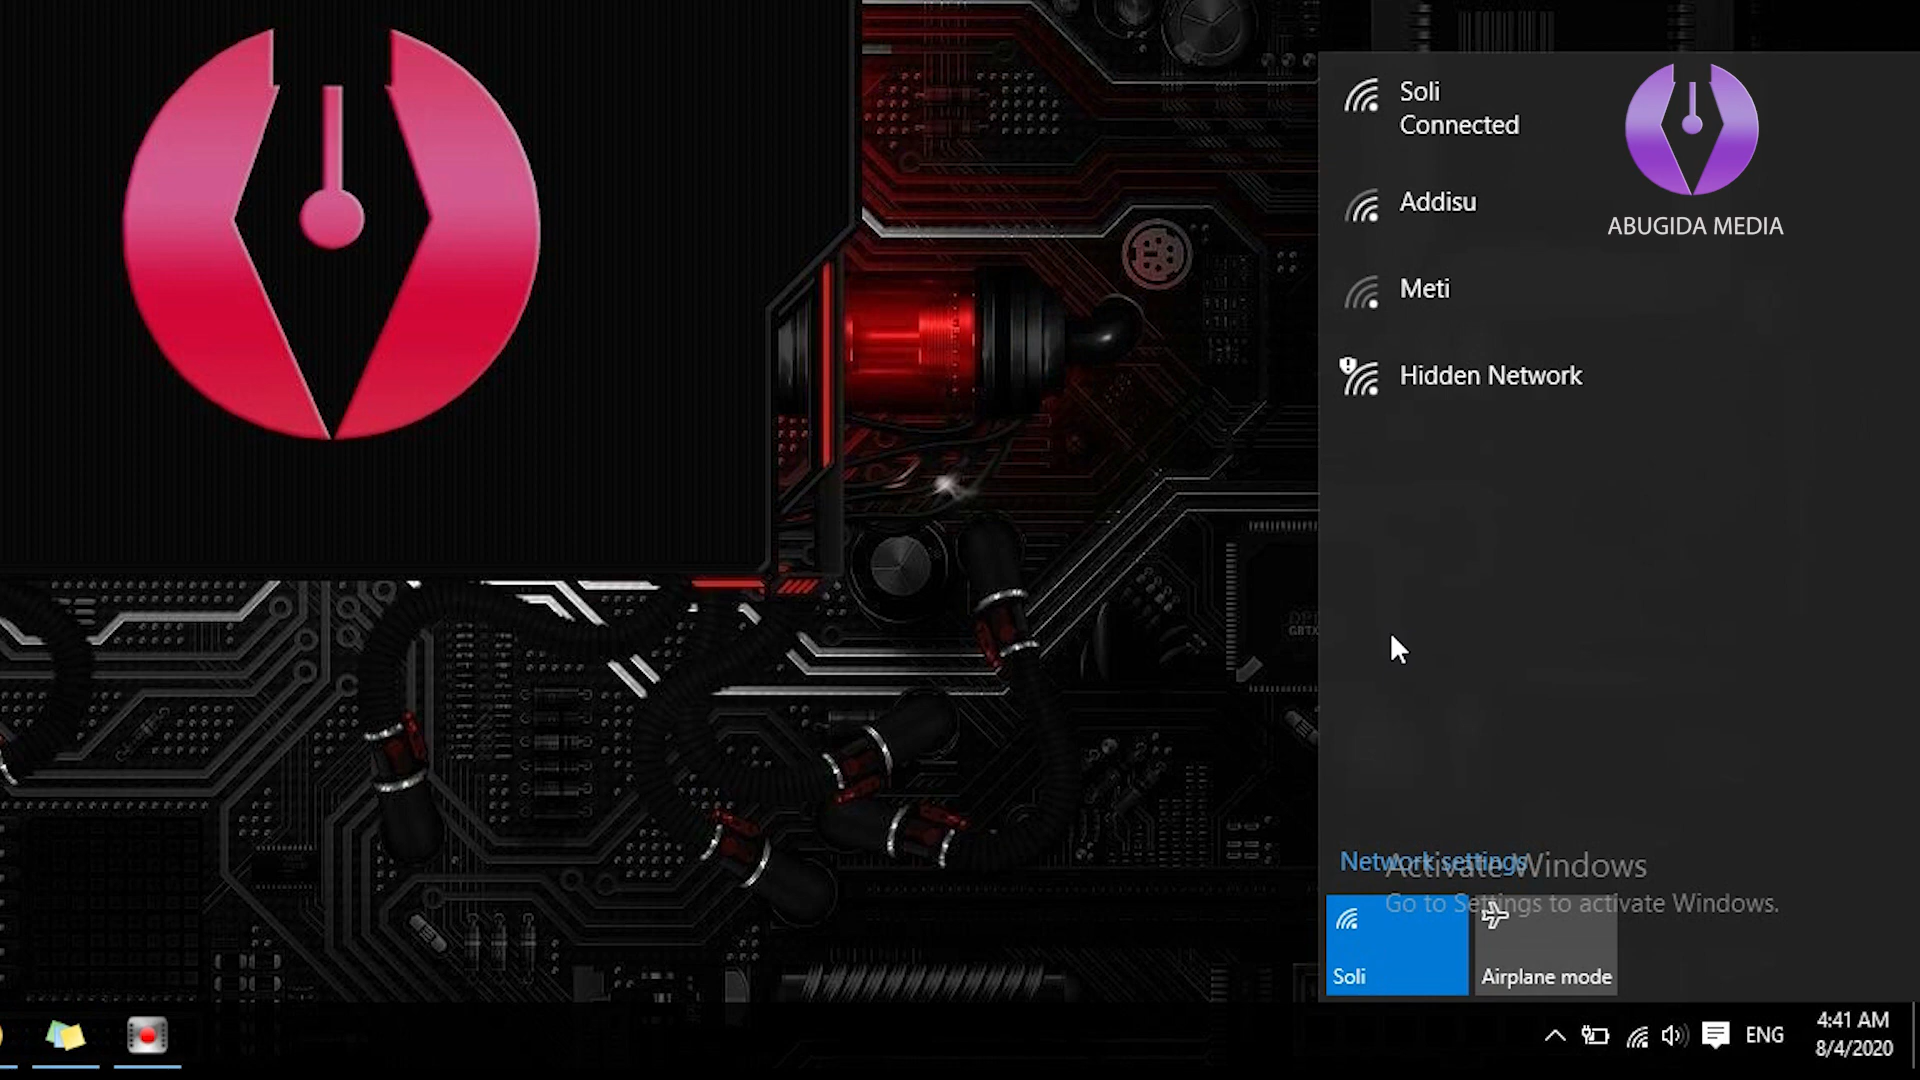 Soli
Connected
Addisu
ABUGIDA MEDIA
Meti
Hidden Network
Network settings
Activate Windows
Go to Settings to activate Windows.
Soli
Airplane mode
ENG
4:41 AM
8/4/2020